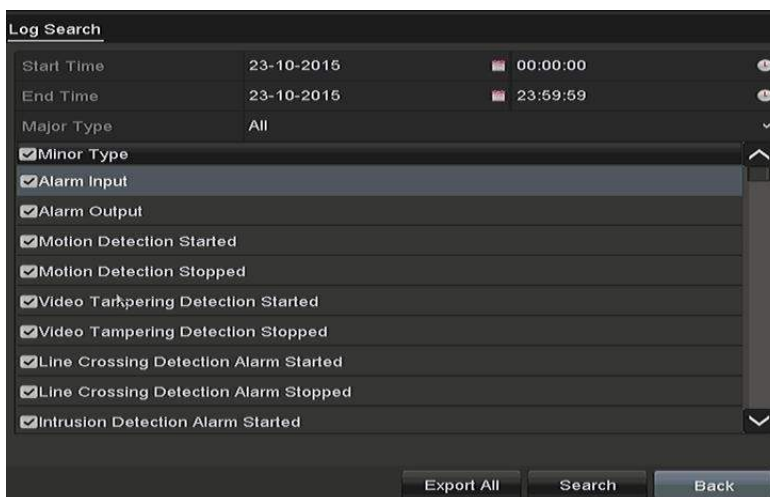 Log Search
Start Time 23-10-2015 00:00:00
End Time 23-10-2015 23:59:59
Major Type All
Minor Type
Alarm Input
Alarm Output
Motion Detection Started
Motion Detection Stopped
Video Tampering Detection Started
Video Tampering Detection Stopped
Line Crossing Detection Alarm Started
Line Crossing Detection Alarm Stopped
Intrusion Detection Alarm Started
Export All Search Back